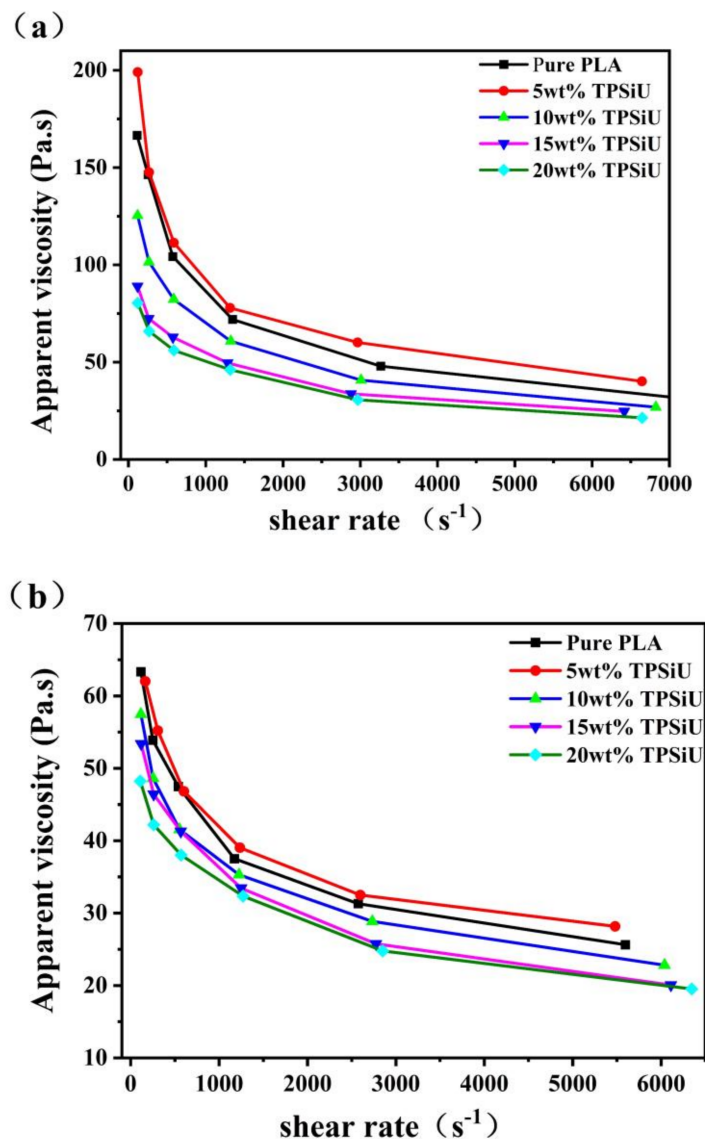 （a）
200
150
100
50
0
Apparent viscosity (Pa.s)
Pure PLA
5wt% TPSiU
10wt% TPSiU
15wt% TPSiU
20wt% TPSiU
0 1000 2000 3000 4000 5000 6000 7000
shear rate （s-1）
（b）
70
60
50
40
30
20
10
Apparent viscosity (Pa.s)
Pure PLA
5wt% TPSiU
10wt% TPSiU
15wt% TPSiU
20wt% TPSiU
0 1000 2000 3000 4000 5000 6000
shear rate（s-1）